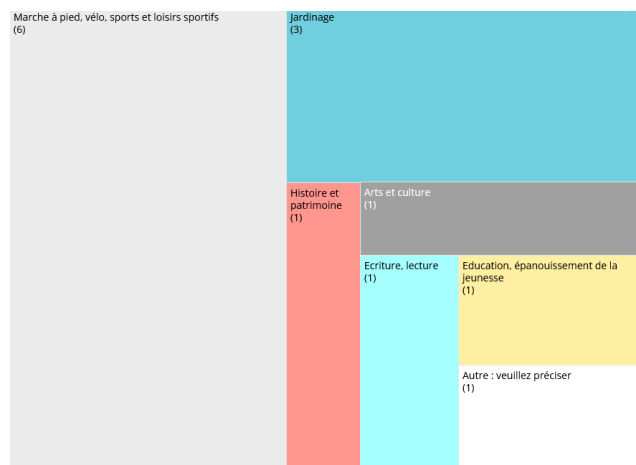 Marche à pied, vélo, sports et loisirs sportifs
(6)
Jardinage
(3)
Histoire et
patrimoine
(1)
Arts et culture
(1)
Ecriture, lecture
(1)
Education, épanouissement de la
jeunesse
(1)
Autre : veuillez préciser
(1)